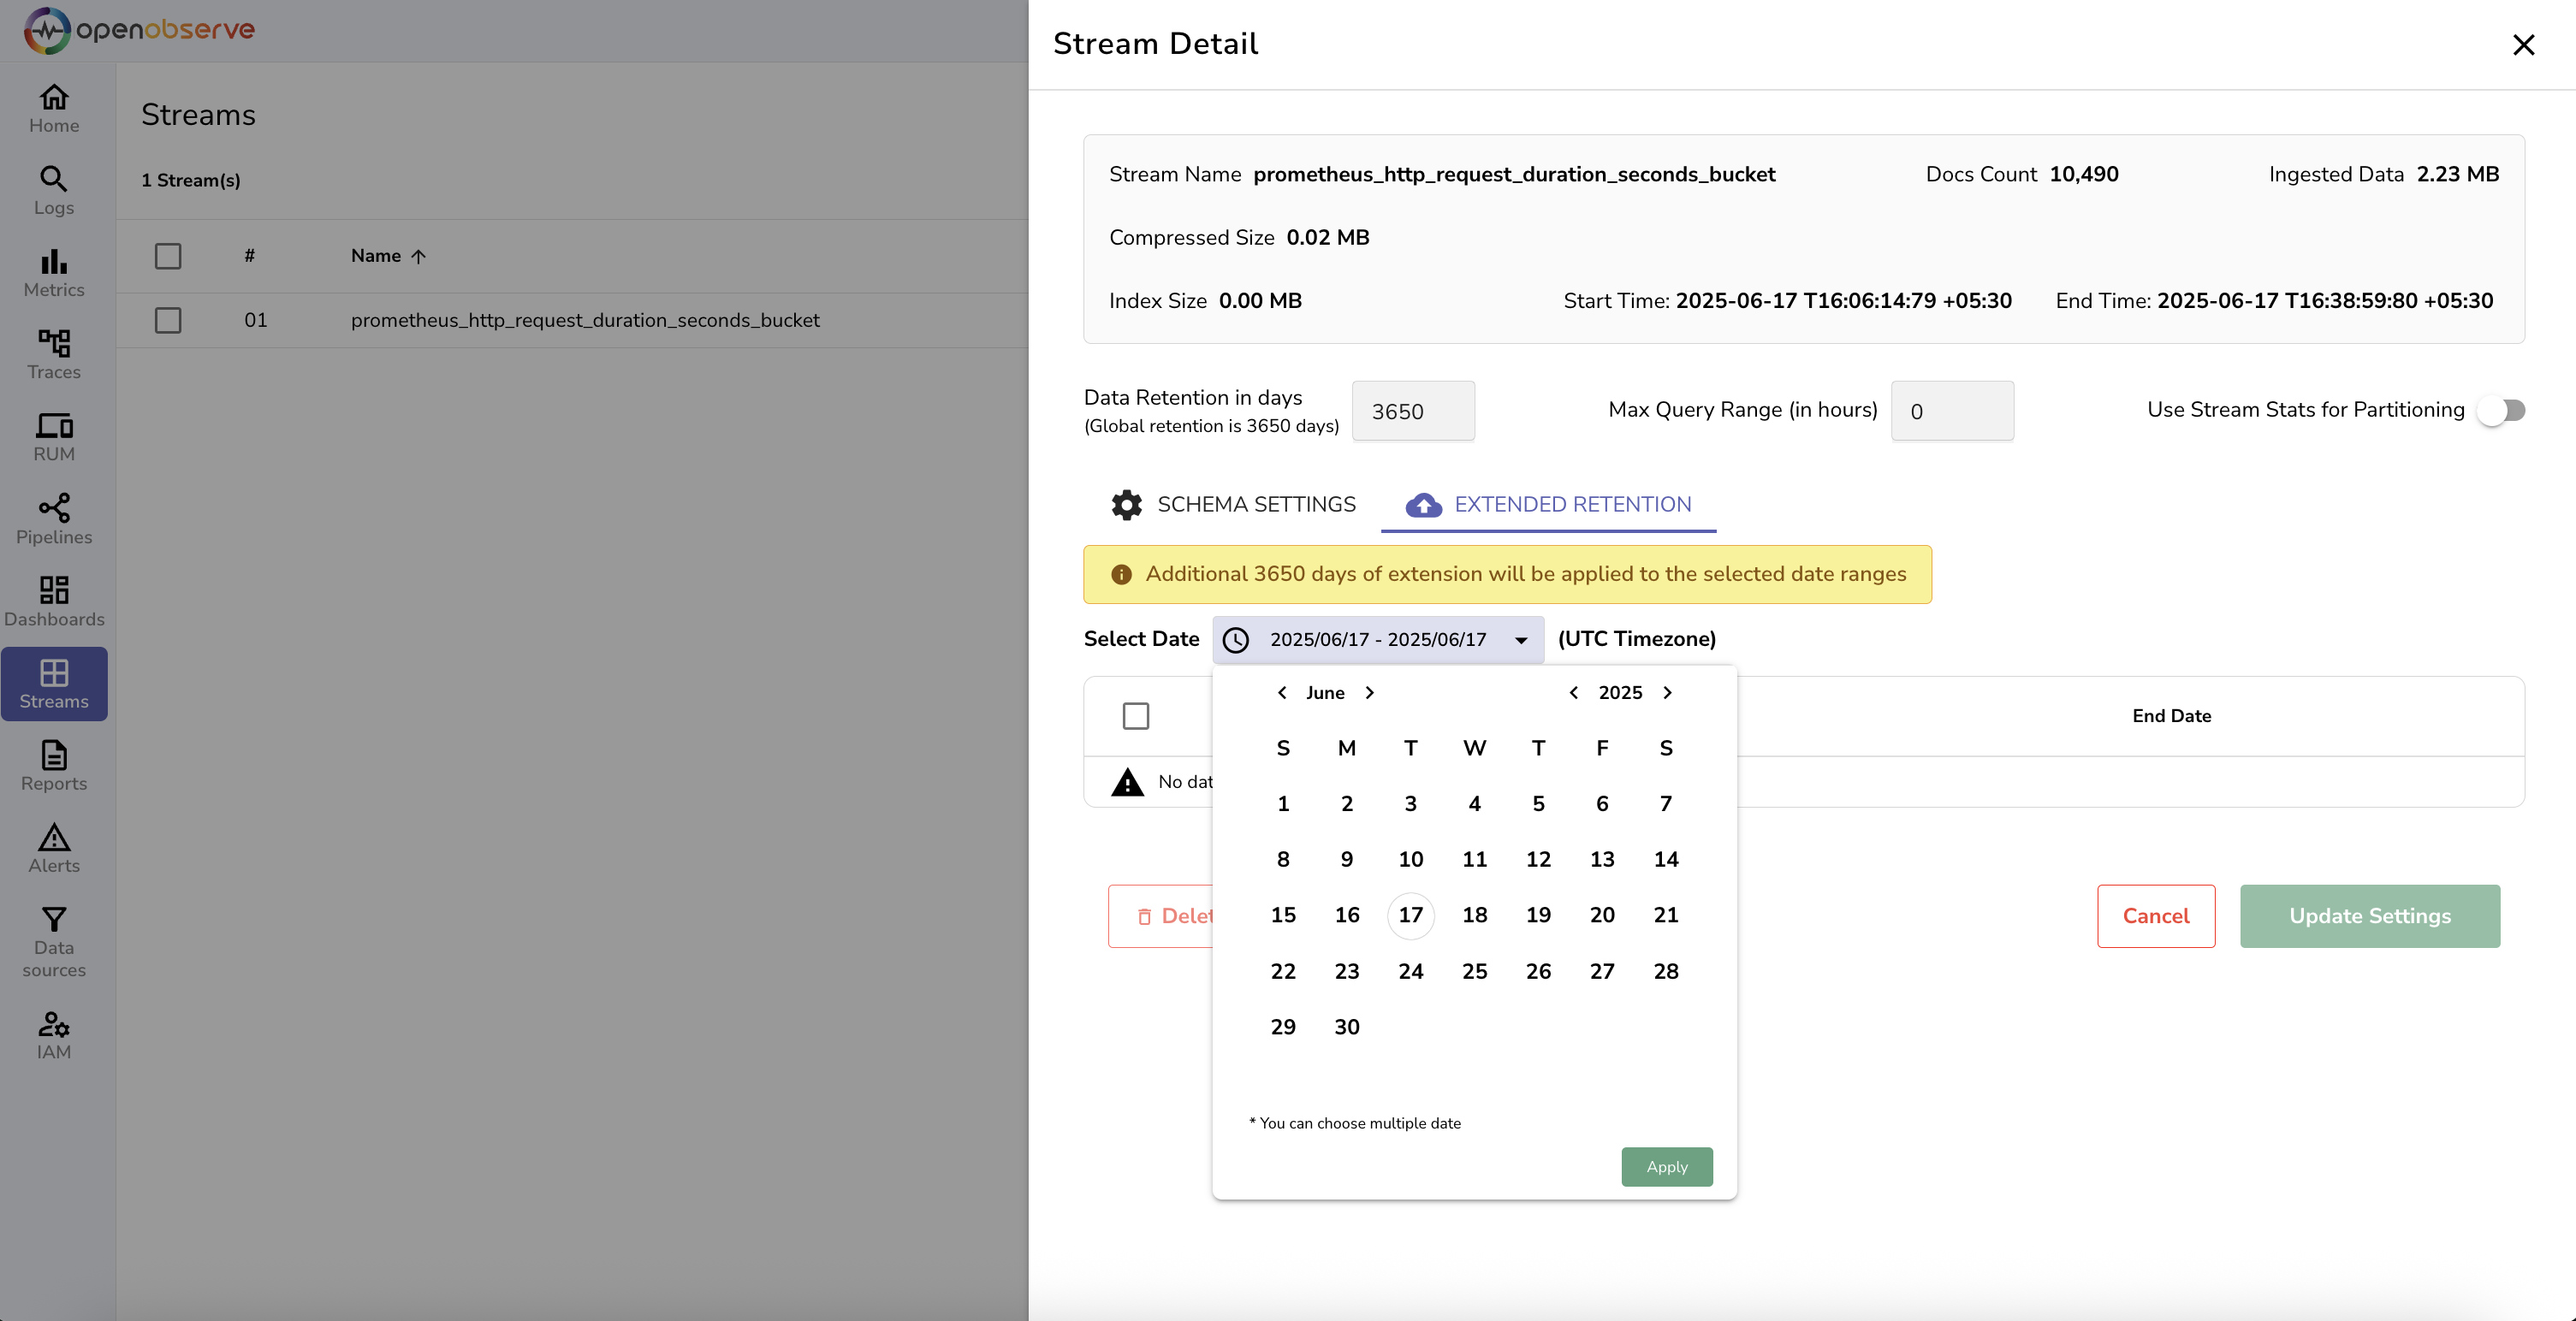 openobserve
Home
Logs
Metrics
Traces
RUM
Pipelines
Dashboards
Streams
Reports
Alerts
Data
sources
IAM
Streams
1 Stream(s)
# Name
01 prometheus_http_request_duration_seconds_bucket
Stream Detail
Stream Name prometheus_http_request_duration_seconds_bucket Docs Count 10,490 Ingested Data 2.23 MB
Compressed Size 0.02 MB
Index Size 0.00 MB Start Time: 2025-06-17 T16:06:14:79 +05:30 End Time: 2025-06-17 T16:38:59:80 +05:30
Data Retention in days
(Global retention is 3650 days)
3650
Max Query Range (in hours) 0
Use Stream Stats for Partitioning
SCHEMA SETTINGS EXTENDED RETENTION
Additional 3650 days of extension will be applied to the selected date ranges
Select Date 2025/06/17 - 2025/06/17 (UTC Timezone)
June 2025
S M T W T F S
1 2 3 4 5 6 7
8 9 10 11 12 13 14
15 16 17 18 19 20 21
22 23 24 25 26 27 28
29 30
* You can choose multiple date
Apply
End Date
No dat
Delet
Cancel
Update Settings